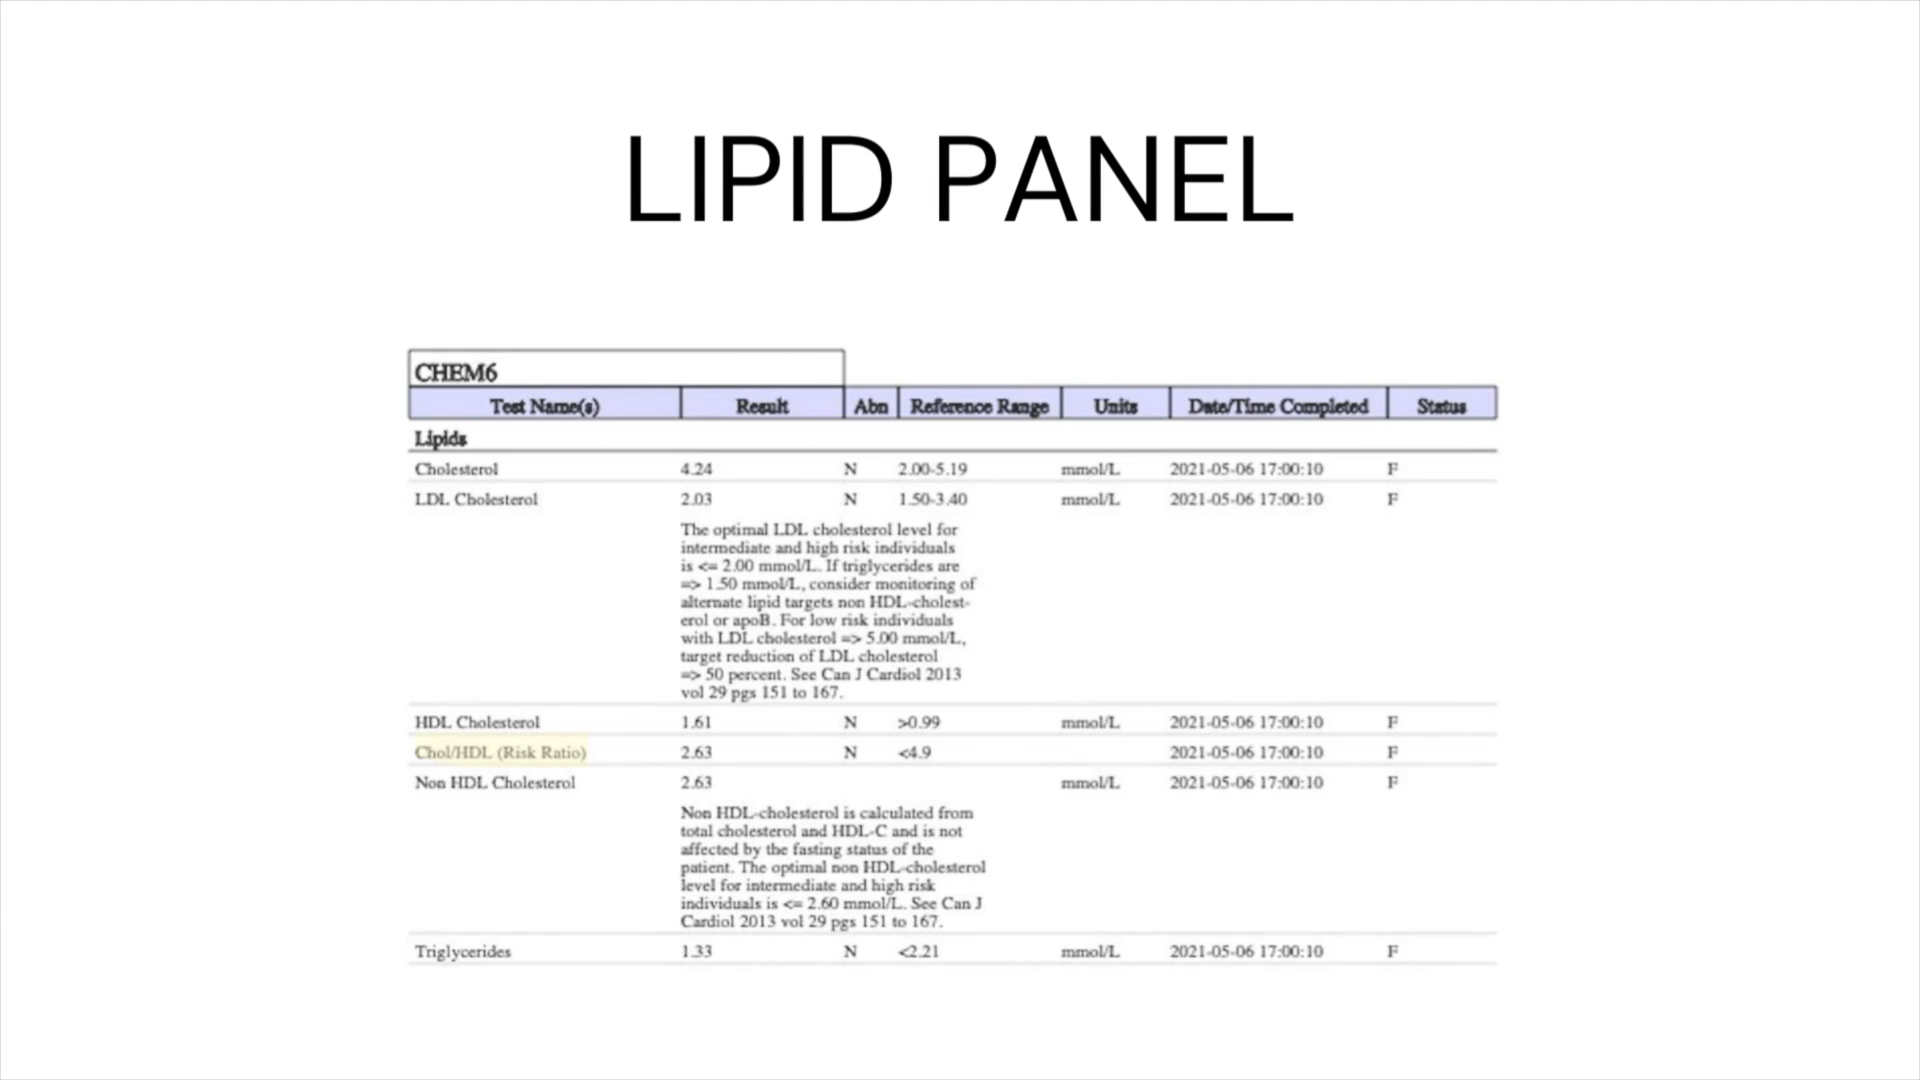 LIPID PANEL
CHEM6
Test Name(s) Result Abn Reference Range Units Date/Time Completed Status
Lipids
Cholesterol 4.24 N 2.00-5.19 mmol/L 2021-05-06 17:00:10 F
LDL Cholesterol 2.03 N 1.50-3.40 mmol/L 2021-05-06 17:00:10 F
The optimal LDL cholesterol level for
intermediate and high risk individuals
is <= 2.00 mmol/L. If triglycerides are
=> 1.50 mmol/L, consider monitoring of
alternate lipid targets non HDL-cholest-
erol or apoB. For low risk individuals
with LDL cholesterol => 5.00 mmol/L,
target reduction of LDL cholesterol
=> 50 percent. See Can J Cardiol 2013
vol 29 pgs 151 to 167.
HDL Cholesterol 1.61 N >0.99 mmol/L 2021-05-06 17:00:10 F
Chol/HDL (Risk Ratio) 2.63 N <4.9 2021-05-06 17:00:10 F
Non HDL Cholesterol 2.63 mmol/L 2021-05-06 17:00:10 F
Non HDL-cholesterol is calculated from
total cholesterol and HDL-C and is not
affected by the fasting status of the
patient. The optimal non HDL-cholesterol
level for intermediate and high risk
individuals is <= 2.60 mmol/L. See Can J
Cardiol 2013 vol 29 pgs 151 to 167.
Triglycerides 1.33 N <2.21 mmol/L 2021-05-06 17:00:10 F